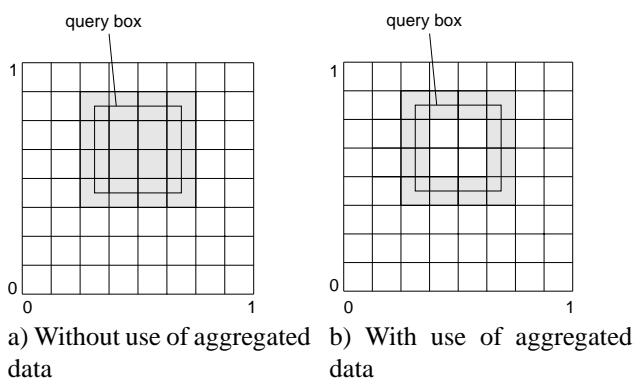 query box
query box
1
1
0
0
0
1
0
1
a) Without use of aggregated
data
b) With use of aggregated
data